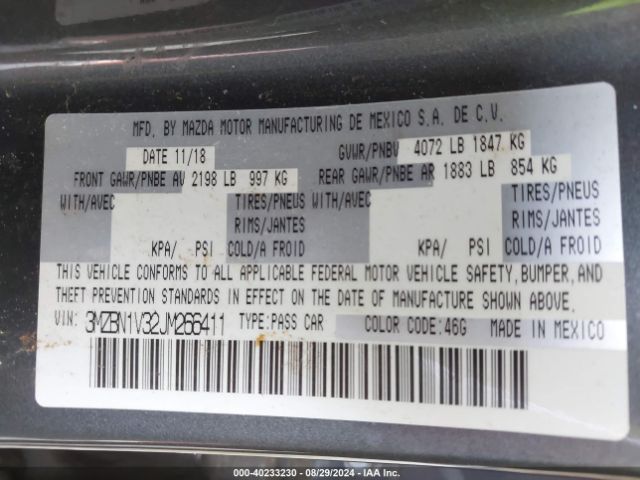 MFD. BY MAZDA MOTOR MANUFACTURING DE MEXICO S.A. DE C.V.
DATE 11/18 GVWR/PNBV 4072 LB 1847 KG
FRONT GAWR/PNBE AV 2198 LB 997 KG REAR GAWR/PNBE AR 1883 LB 854 KG
WITH/AVEC TIRES/PNEUS WITH/AVEC TIRES/PNEUS
RIMS/JANTES RIMS/JANTES
KPA/ PSI COLD/A FROID KPA/ PSI COLD/A FROID
THIS VEHICLE CONFORMS TO ALL APPLICABLE FEDERAL MOTOR VEHICLE SAFETY, BUMPER, AND
THEFT PREVENTION STANDARDS IN EFFECT ON THE DATE OF MANUFACTURE SHOWN ABOVE.
VIN: 3MZBN1V32JM266411 TYPE:PASS CAR COLOR CODE:46G MADE IN MEXICO
000-40233230 - 08/29/2024 - IAA Inc.